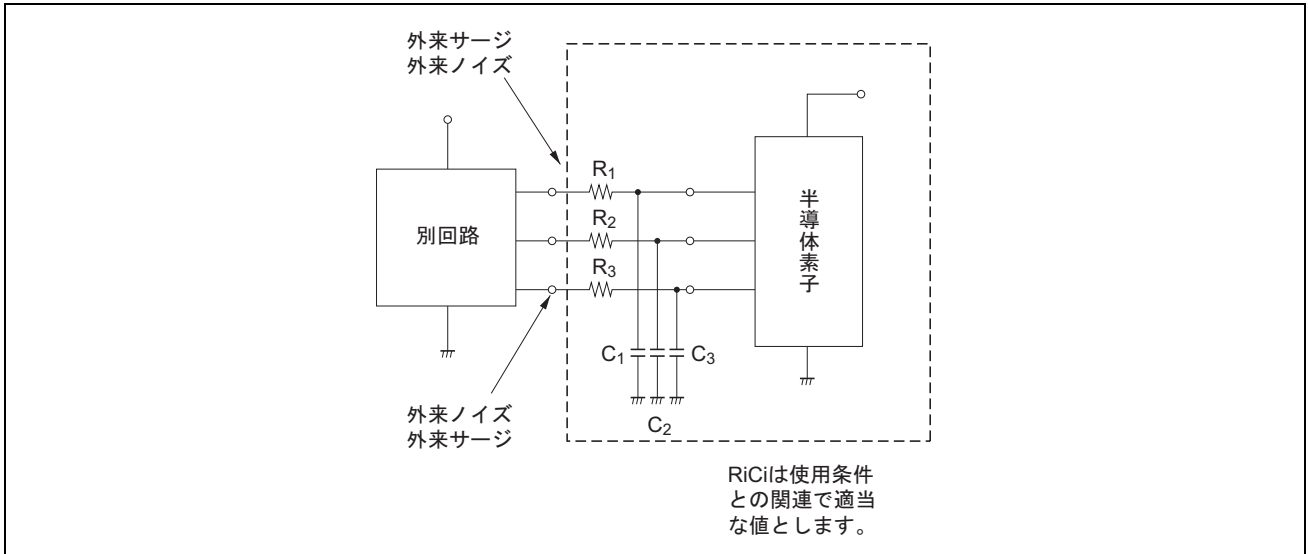 外来サージ
外来ノイズ
R1
R2
R3
別回路
半導体素子
C1
C3
C2
外来ノイズ
外来サージ
RiCiは使用条件
との関連で適当
な値とします。